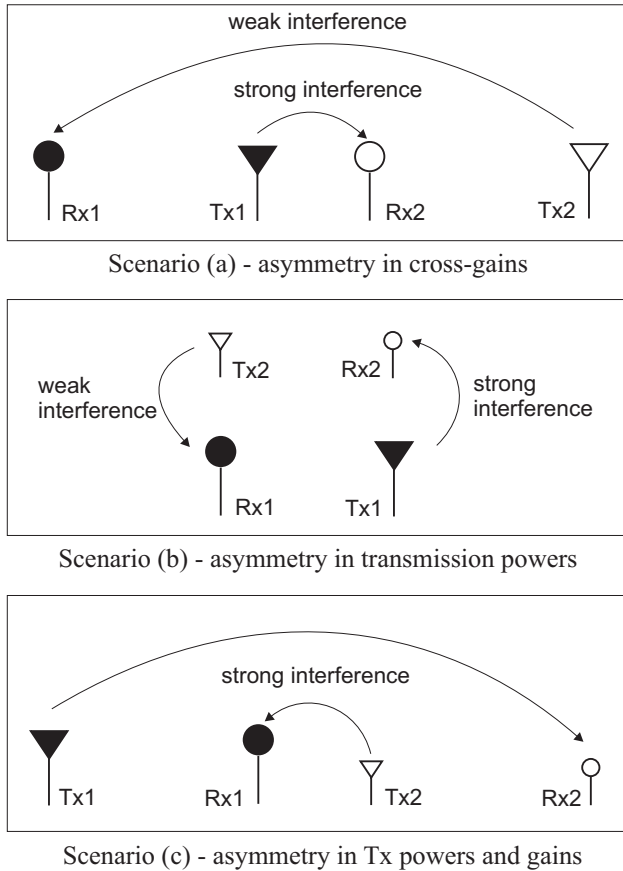 weak interference
strong interference
Rx1
Tx1
Rx2
Tx2
Scenario (a) - asymmetry in cross-gains
Tx2
Rx2
weak
interference
strong
interference
Rx1
Tx1
Scenario (b) - asymmetry in transmission powers
strong interference
Tx1
Rx1
Tx2
Rx2
Scenario (c) - asymmetry in Tx powers and gains